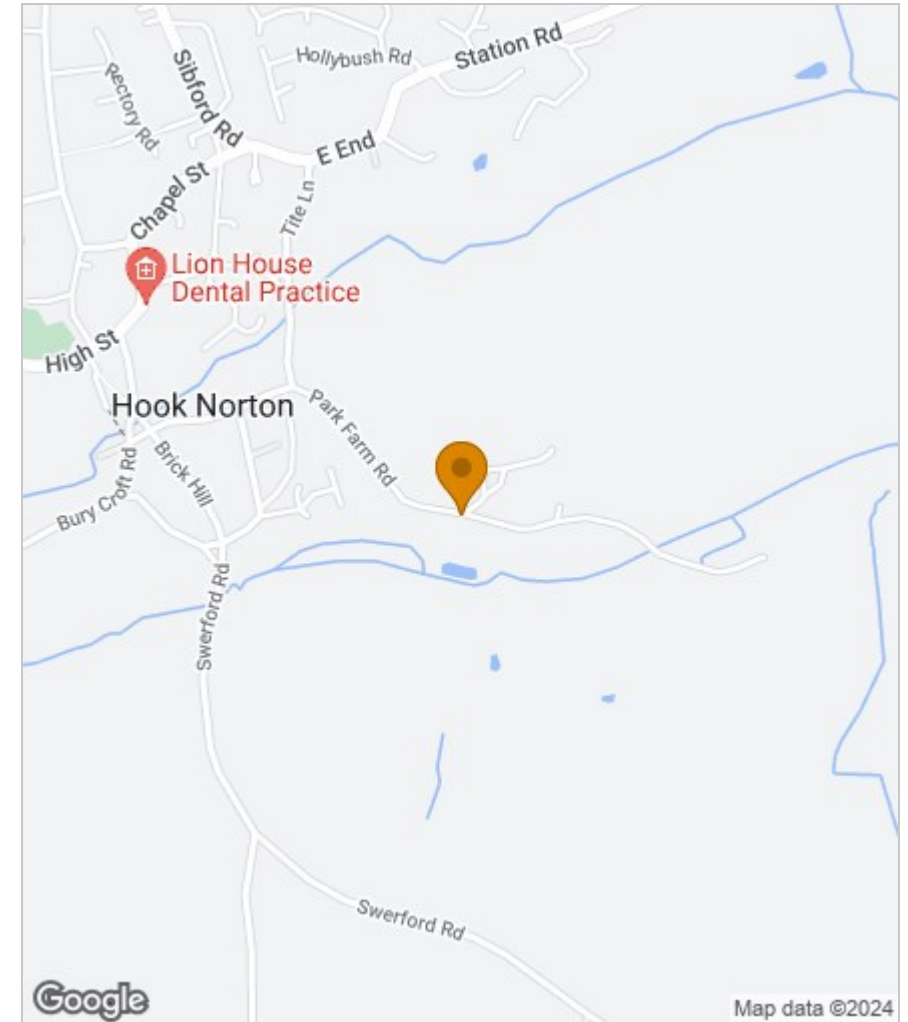 Station Rd
Hollybush Rd
Sibford Rd
Rectory Rd
E End
Chapel St
Tite Ln
Lion House
Dental Practice
High St
Hook Norton
Park Farm Rd
Brick Hill
Bury Croft Rd
Swerford Rd
Swerford Rd
Google
Map data ©2024